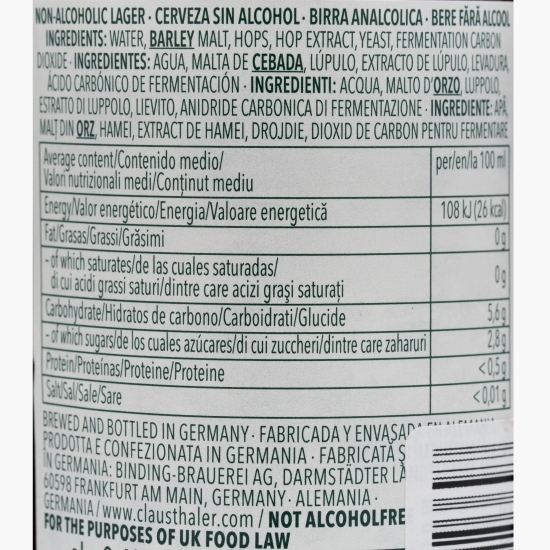 NON-ALCOHOLIC LAGER · CERVEZA SIN ALCOHOL · BIRRA ANALCOLICA · BERE FĂRĂ ALCOOL
INGREDIENTS: WATER, BARLEY MALT, HOPS, HOP EXTRACT, YEAST, FERMENTATION CARBON
DIOXIDE · INGREDIENTES: AGUA, MALTA DE CEBADA, LÚPULO, EXTRACTO DE LÚPULO, LEVADURA,
ÁCIDO CARBÓNICO DE FERMENTACIÓN · INGREDIENTI: ACQUA, MALTO D'ORZO, LUPPOLO,
ESTRATTO DI LUPPOLO, LIEVITO, ANIDRIDE CARBONICA DI FERMENTAZIONE · INGREDIENTE: APĂ,
MALȚ DIN ORZ, HAMEI, EXTRACT DE HAMEI, DROJDIE, DIOXID DE CARBON PENTRU FERMENTARE
Average content/Contenido medio/ per/en/la 100 ml
Valori nutrizionali medi/Conținut mediu
Energy/Valor energético/Energia/Valoare energetică 108 kJ (26 kcal)
Fat/Grasas/Grassi/Grăsimi 0 g
- of which saturates/de las cuales saturadas/ 0 g
di cui acidi grassi saturi/dintre care acizi grași saturați
Carbohydrate/Hidratos de carbono/Carboidrati/Glucide 5,6 g
- of which sugars/de los cuales azúcares/di cui zuccheri/dintre care zaharuri 2,8 g
Protein/Proteínas/Proteine/Proteine <0,5 g
Salt/Sal/Sale/Sare <0,01 g
BREWED AND BOTTLED IN GERMANY · FABRICADA Y ENVASADA EN ALEMANIA
PRODOTTA E CONFEZIONATA IN GERMANIA · FABRICATĂ Ș
IN GERMANIA: BINDING-BRAUEREI AG, DARMSTÄDTER LA
60598 FRANKFURT AM MAIN, GERMANY · ALEMANIA ·
GERMANIA / www.clausthaler.com / NOT ALCOHOLFRE
FOR THE PURPOSES OF UK FOOD LAW